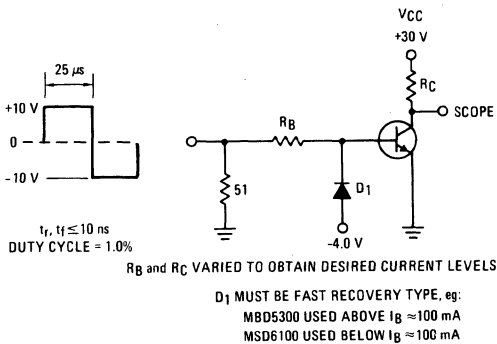 VCC
+30 V
25 µs
RC
+10 V
SCOPE
RB
0
51
D1
-10 V
tr, tf ≤ 10 ns
DUTY CYCLE = 1.0%
-4.0 V
RB and RC VARIED TO OBTAIN DESIRED CURRENT LEVELS
D1 MUST BE FAST RECOVERY TYPE, eg:
MBD5300 USED ABOVE IB ≈ 100 mA
MSD6100 USED BELOW IB ≈ 100 mA